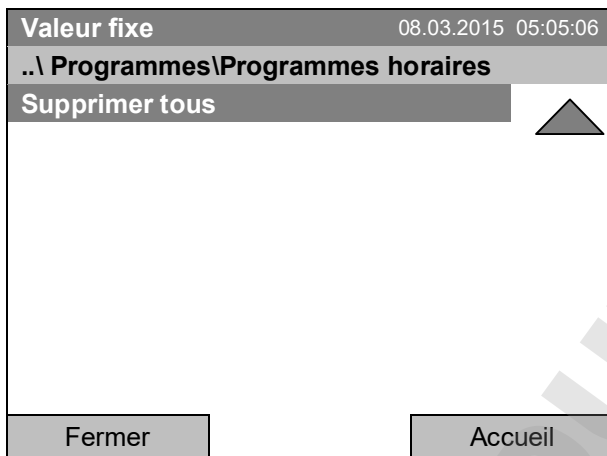 Valeur fixe 08.03.2015 05:05:06
..\ Programmes\Programmes horaires
Supprimer tous
Fermer Accueil